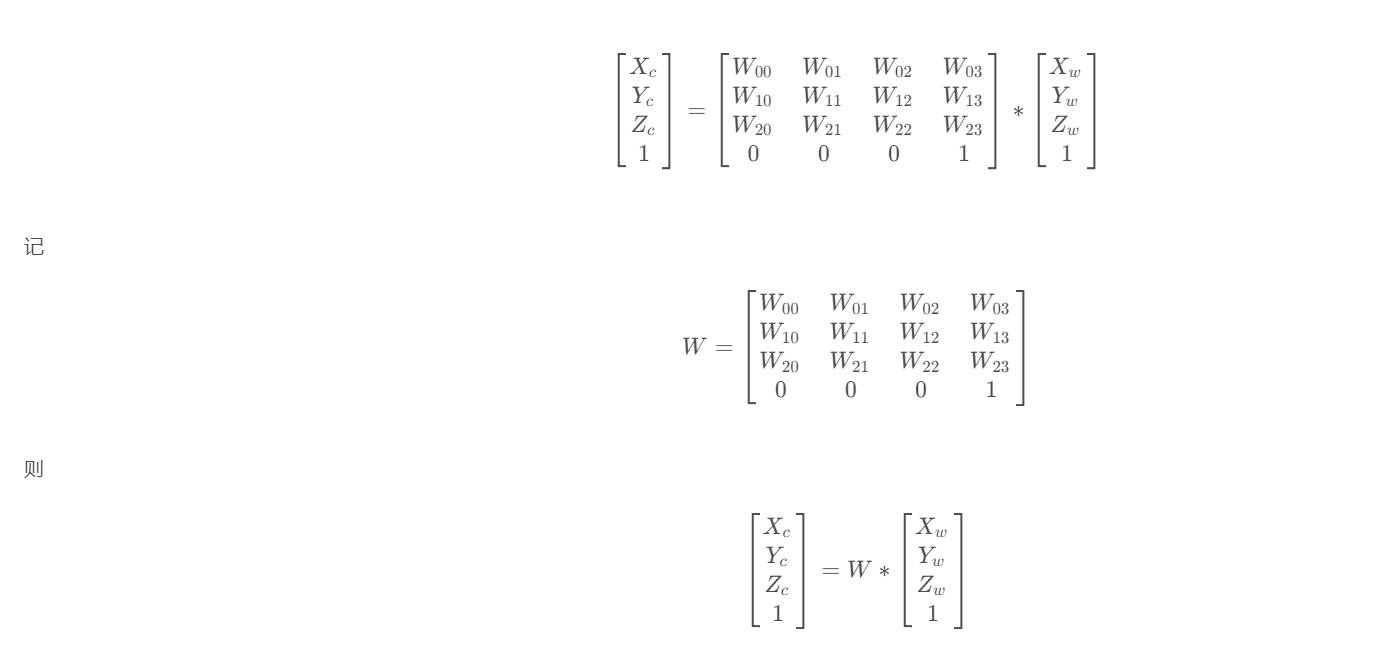 $$\begin{bmatrix} X_c \\ Y_c \\ Z_c \\ 1 \end{bmatrix} = \begin{bmatrix} W_{00} & W_{01} & W_{02} & W_{03} \\ W_{10} & W_{11} & W_{12} & W_{13} \\ W_{20} & W_{21} & W_{22} & W_{23} \\ 0 & 0 & 0 & 1 \end{bmatrix} * \begin{bmatrix} X_w \\ Y_w \\ Z_w \\ 1 \end{bmatrix}$$
记
$$W = \begin{bmatrix} W_{00} & W_{01} & W_{02} & W_{03} \\ W_{10} & W_{11} & W_{12} & W_{13} \\ W_{20} & W_{21} & W_{22} & W_{23} \\ 0 & 0 & 0 & 1 \end{bmatrix}$$
则
$$\begin{bmatrix} X_c \\ Y_c \\ Z_c \\ 1 \end{bmatrix} = W * \begin{bmatrix} X_w \\ Y_w \\ Z_w \\ 1 \end{bmatrix}$$